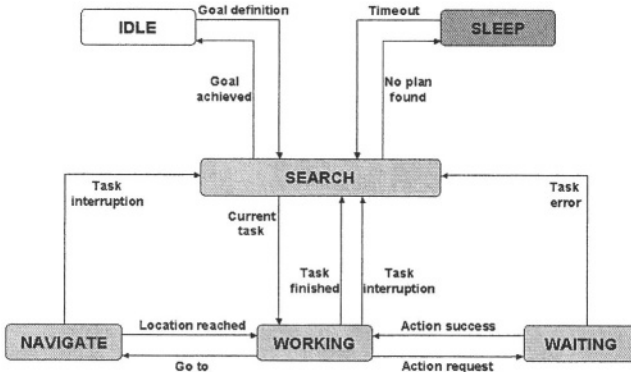 Goal definition
Timeout
IDLE
SLEEP
Goal
achieved
No plan
found
SEARCH
Task
interruption
Current
task
Task
error
Task
finished
Task
interruption
Location reached
Action success
NAVIGATE
WORKING
WAITING
Go to
Action request